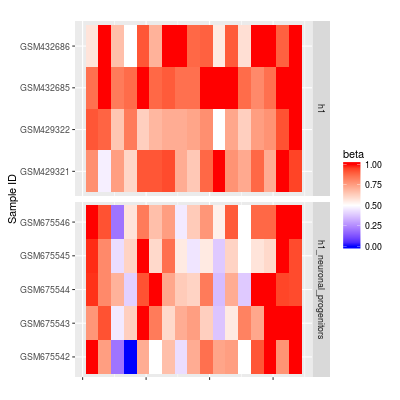 GSM432686
GSM432685
GSM429322
GSM429321
h1
GSM675546
GSM675545
GSM675544
GSM675543
GSM675542
h1_neuronal_progenitors
Sample ID
beta
1.00
0.75
0.50
0.25
0.00